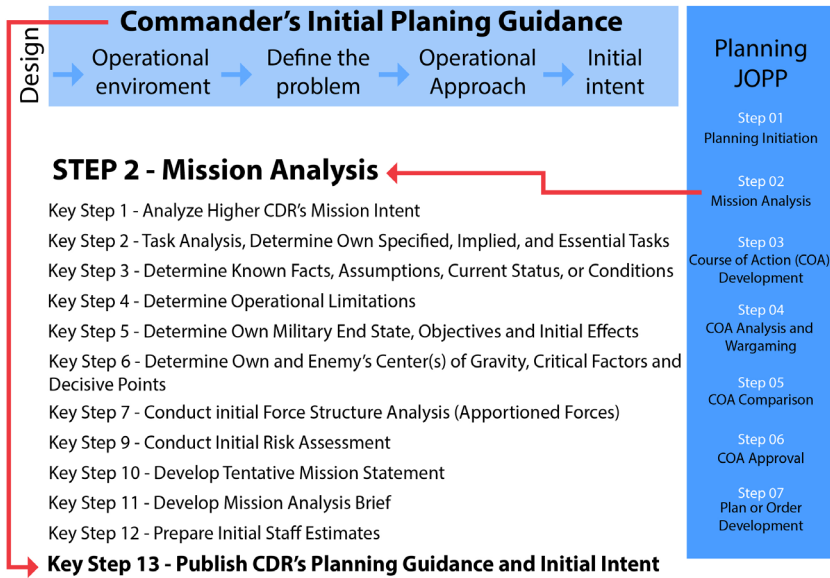 Commander's Initial Planing Guidance
Design
Operational
enviroment
Define the
problem
Operational
Approach
Initial
intent
STEP 2 - Mission Analysis
Key Step 1 - Analyze Higher CDR's Mission Intent
Key Step 2 - Task Analysis, Determine Own Specified, Implied, and Essential Tasks
Key Step 3 - Determine Known Facts, Assumptions, Current Status, or Conditions
Key Step 4 - Determine Operational Limitations
Key Step 5 - Determine Own Military End State, Objectives and Initial Effects
Key Step 6 - Determine Own and Enemy's Center(s) of Gravity, Critical Factors and
Decisive Points
Key Step 7 - Conduct initial Force Structure Analysis (Apportioned Forces)
Key Step 9 - Conduct Initial Risk Assessment
Key Step 10 - Develop Tentative Mission Statement
Key Step 11 - Develop Mission Analysis Brief
Key Step 12 - Prepare Initial Staff Estimates
Key Step 13 - Publish CDR's Planning Guidance and Initial Intent
Planning
JOPP
Step 01
Planning Initiation
Step 02
Mission Analysis
Step 03
Course of Action (COA)
Development
Step 04
COA Analysis and
Wargaming
Step 05
COA Comparison
Step 06
COA Approval
Step 07
Plan or Order
Development